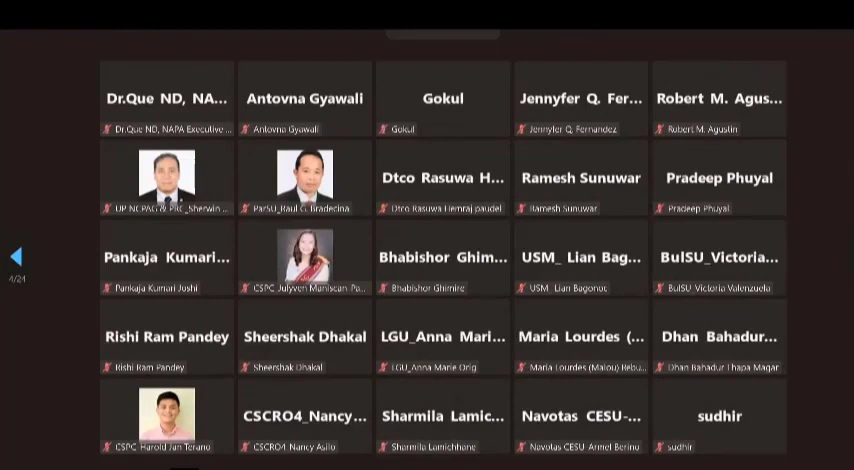 Dr.Que ND, NA...
Antovna Gyawali
Gokul
Jennyfer Q. Fer...
Robert M. Agus...
Dr.Que ND, NAPA Executive ...
Antovna Gyawali
Gokul
Jennyfer Q. Fernandez
Robert M. Agustin
Dtco Rasuwa H...
Ramesh Sunuwar
Pradeep Phuyal
UP NCPAG & PRC_Sherwin ...
ParSU_Raul G. Bradecina
Dtco Rasuwa Hemraj paudel
Ramesh Sunuwar
Pradeep Phuyal
Pankaja Kumari...
Bhabishor Ghim...
USM_ Lian Bag...
BulSU_Victoria...
4/24
Pankaja Kumari Joshi
CSPC Julyven Maniscan-Pa...
Bhabishor Ghimire
USM_ Lian Bagonoc
BulSU_Victoria Valenzuela
Rishi Ram Pandey
Sheershak Dhakal
LGU_Anna Mari...
Maria Lourdes (...
Dhan Bahadur...
Rishi Ram Pandey
Sheershak Dhakal
LGU_Anna Marie Orig
Maria Lourdes (Malou) Rebu...
Dhan Bahadur Thapa Magar
CSCRO4_Nancy...
Sharmila Lamic...
Navotas CESU-...
sudhir
CSPC Harold Jan Terano
CSCRO4 Nancy Asilo
Sharmila Lamichhane
Navotas CESU-Armel Berino
sudhir